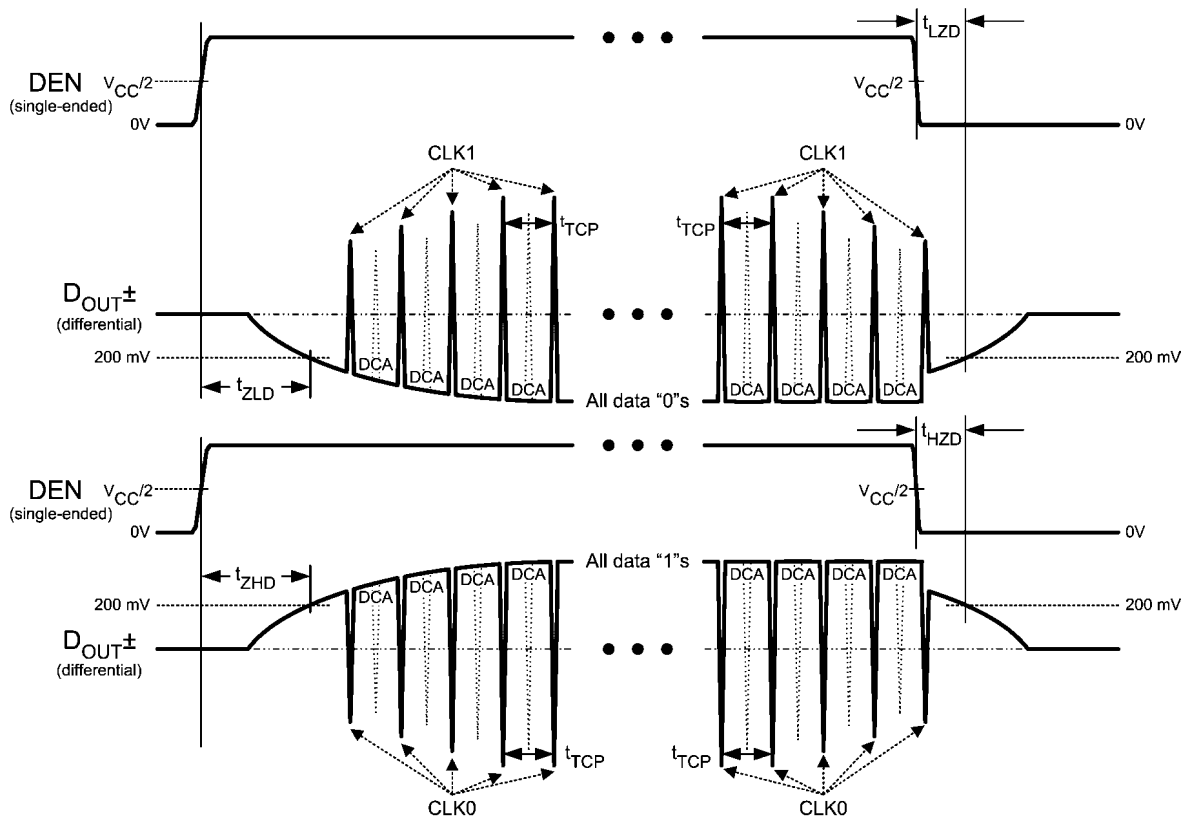 tLZD
DEN
(single-ended)
VCC/2
VCC/2
0V
0V
CLK1
CLK1
tTCP
tTCP
DOUT±
(differential)
200 mV
200 mV
DCA
DCA
DCA
DCA
DCA
DCA
DCA
DCA
tZLD
All data “0”s
tHZD
DEN
(single-ended)
VCC/2
VCC/2
0V
0V
All data “1”s
tZHD
DCA
DCA
DCA
DCA
DCA
DCA
DCA
DCA
200 mV
200 mV
DOUT±
(differential)
tTCP
tTCP
CLK0
CLK0